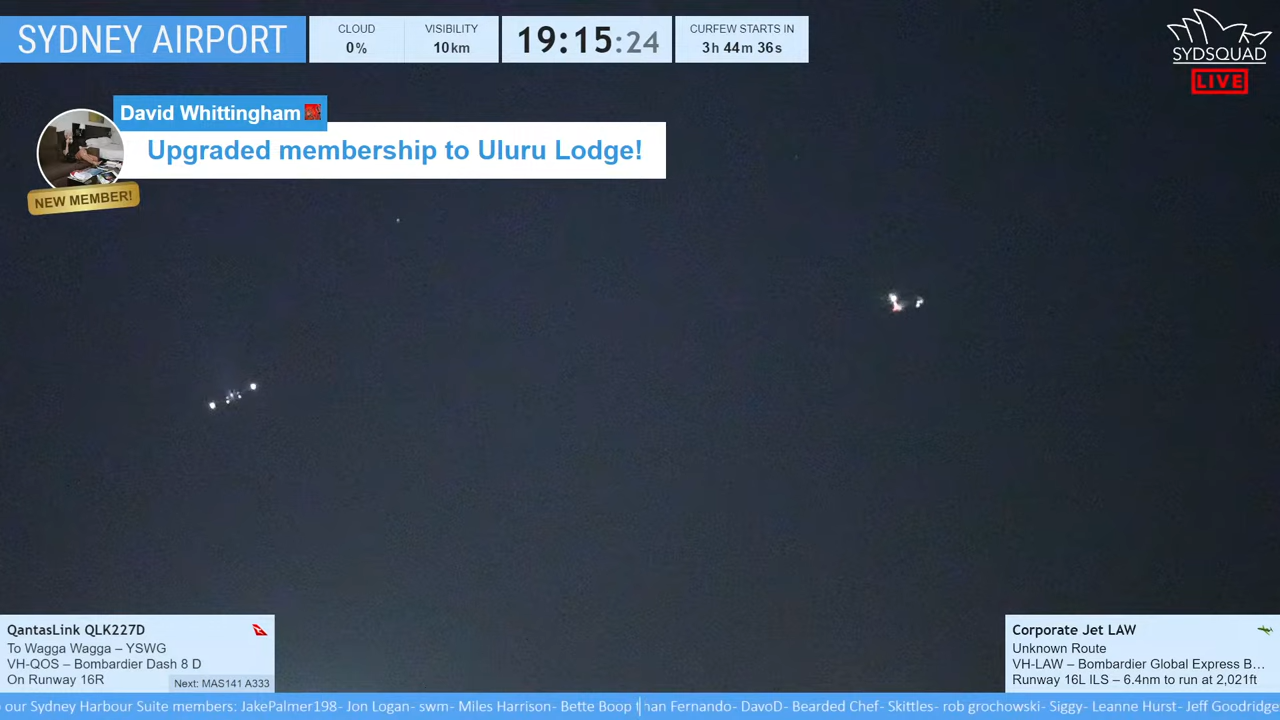 SYDNEY AIRPORT
CLOUD
0%
VISIBILITY
10km
19:15:24
CURFEW STARTS IN
3h 44m 36s
SYDSQUAD
LIVE
David Whittingham
Upgraded membership to Uluru Lodge!
NEW MEMBER!
QantasLink QLK227D
To Wagga Wagga – YSWG
VH-QOS – Bombardier Dash 8 D
On Runway 16R
Next: MAS141 A333
Corporate Jet LAW
Unknown Route
VH-LAW – Bombardier Global Express B...
Runway 16L ILS – 6.4nm to run at 2,021ft
our Sydney Harbour Suite members: JakePalmer198- Jon Logan- swm- Miles Harrison- Bette Boop han Fernando- DavoD- Bearded Chef- Skittles- rob grochowski- Siggy- Leanne Hurst- Jeff Goodridge